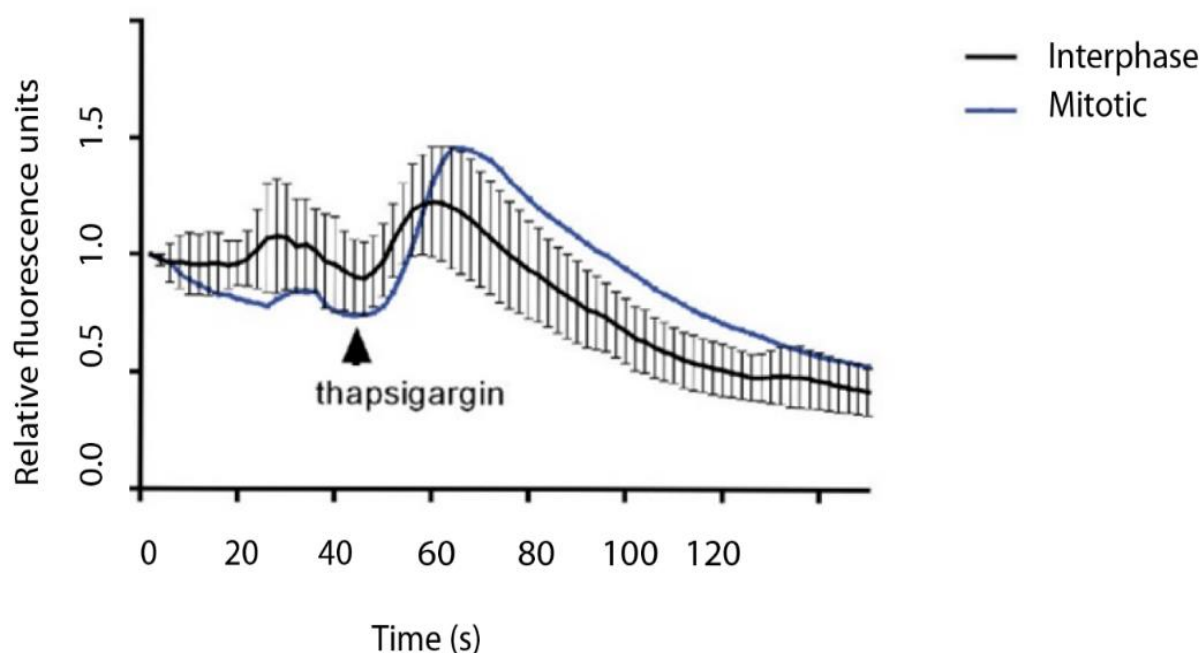 Relative fluorescence units
1.5
1.0
0.5
0.0
thapsigargin
0 20 40 60 80 100 120
Time (s)
Interphase
Mitotic